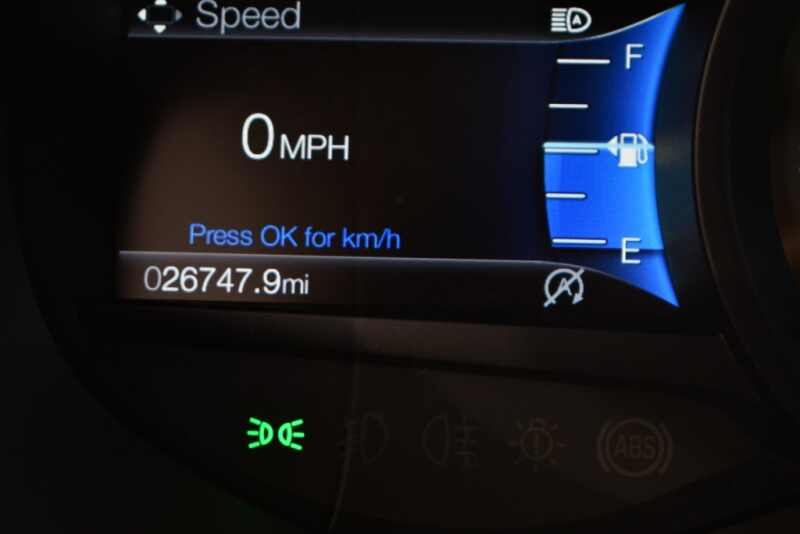 Speed
A
F
0 MPH
Press OK for km/h
E
026747.9mi
A
ABS